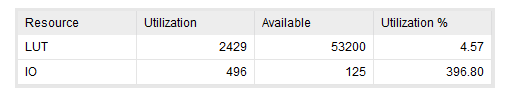 Resource Utilization Available Utilization %
LUT 2429 53200 4.57
IO 496 125 396.80